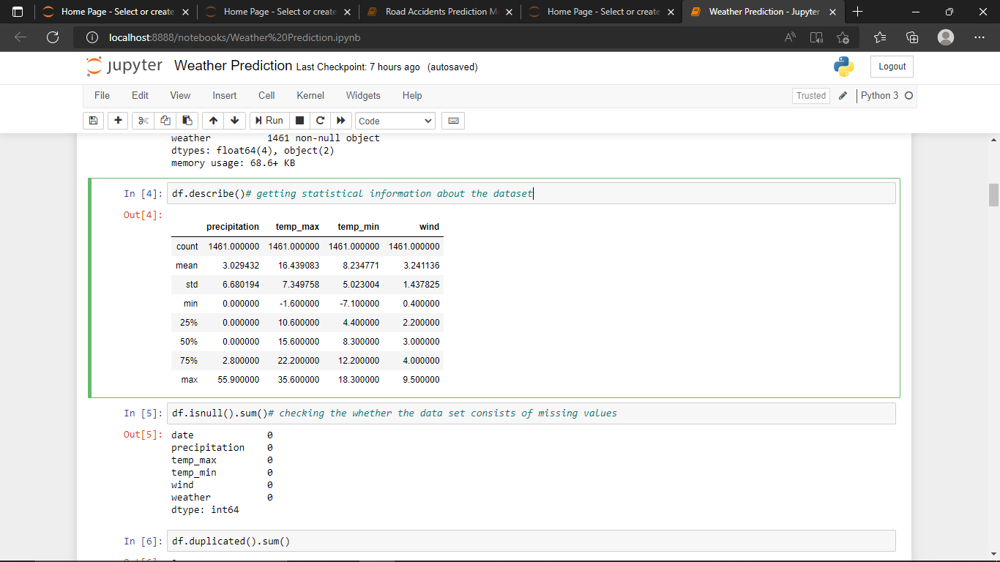 Home Page - Select or create
Home Page - Select or create
Road Accidents Prediction M
Home Page - Select or create
Weather Prediction - Jupyter
localhost:8888/notebooks/Weather%20Prediction.ipynb
jupyter Weather Prediction Last Checkpoint: 7 hours ago (autosaved)
Logout
File Edit View Insert Cell Kernel Widgets Help
Trusted Python 3
Run Code
weather 1461 non-null object
dtypes: float64(4), object(2)
memory usage: 68.6+ KB
In [4]: df.describe()# getting statistical information about the dataset
Out[4]:
precipitation temp_max temp_min wind
count 1461.000000 1461.000000 1461.000000 1461.000000
mean 3.029432 16.439083 8.234771 3.241136
std 6.680194 7.349758 5.023004 1.437825
min 0.000000 -1.600000 -7.100000 0.400000
25% 0.000000 10.600000 4.400000 2.200000
50% 0.000000 15.600000 8.300000 3.000000
75% 2.800000 22.200000 12.200000 4.000000
max 55.900000 35.600000 18.300000 9.500000
In [5]: df.isnull().sum()# checking the whether the data set consists of missing values
Out[5]: date 0
precipitation 0
temp_max 0
temp_min 0
wind 0
weather 0
dtype: int64
In [6]: df.duplicated().sum()